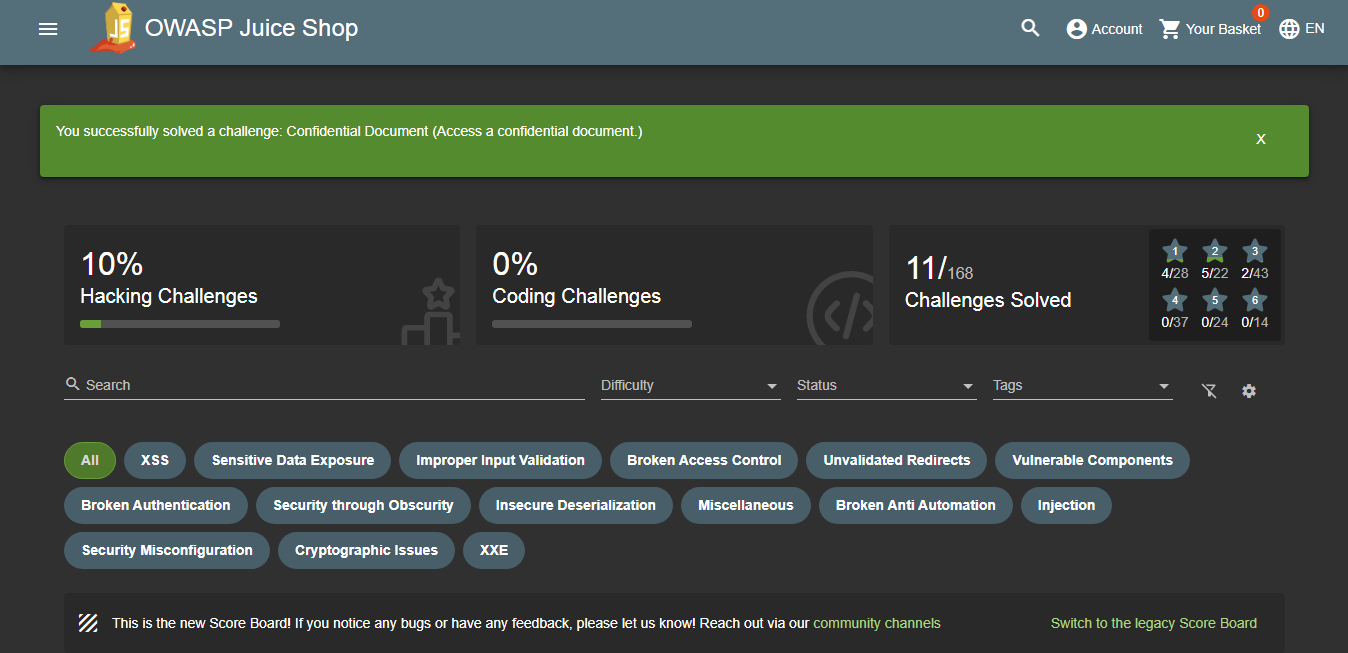 JS OWASP Juice Shop Account 0 Your Basket EN
You successfully solved a challenge: Confidential Document (Access a confidential document.) X
10%
Hacking Challenges
0%
Coding Challenges
11/168
Challenges Solved
1 2 3
4/28 5/22 2/43
4 5 6
0/37 0/24 0/14
Search Difficulty Status Tags
All XSS Sensitive Data Exposure Improper Input Validation Broken Access Control Unvalidated Redirects Vulnerable Components
Broken Authentication Security through Obscurity Insecure Deserialization Miscellaneous Broken Anti Automation Injection
Security Misconfiguration Cryptographic Issues XXE
This is the new Score Board! If you notice any bugs or have any feedback, please let us know! Reach out via our community channels Switch to the legacy Score Board